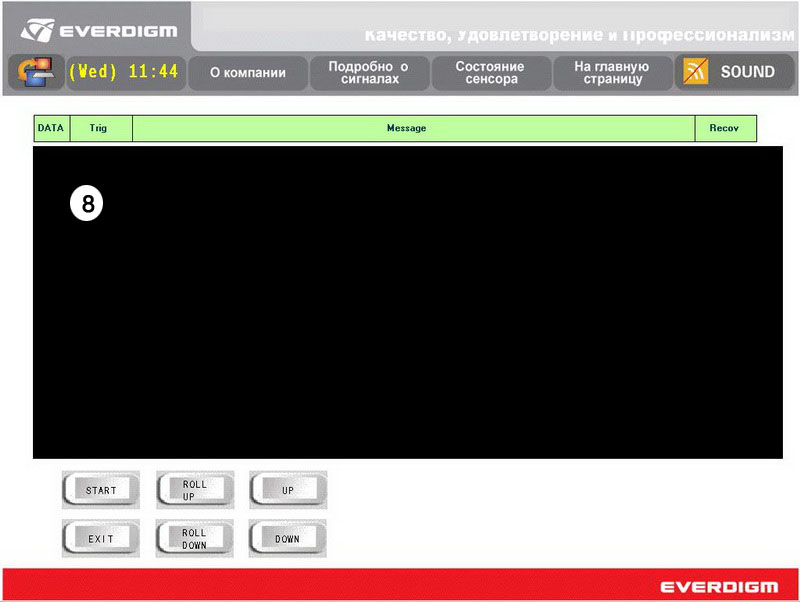 EVERDIGM
Качество, Удовлетворение и Профессионализм
(Wed) 11:44
О компании
Подробно о
сигналах
Состояние
сенсора
На главную
страницу
SOUND
DATA Trig Message Recov
8
START
ROLL
UP
UP
EXIT
ROLL
DOWN
DOWN
EVERDIGM